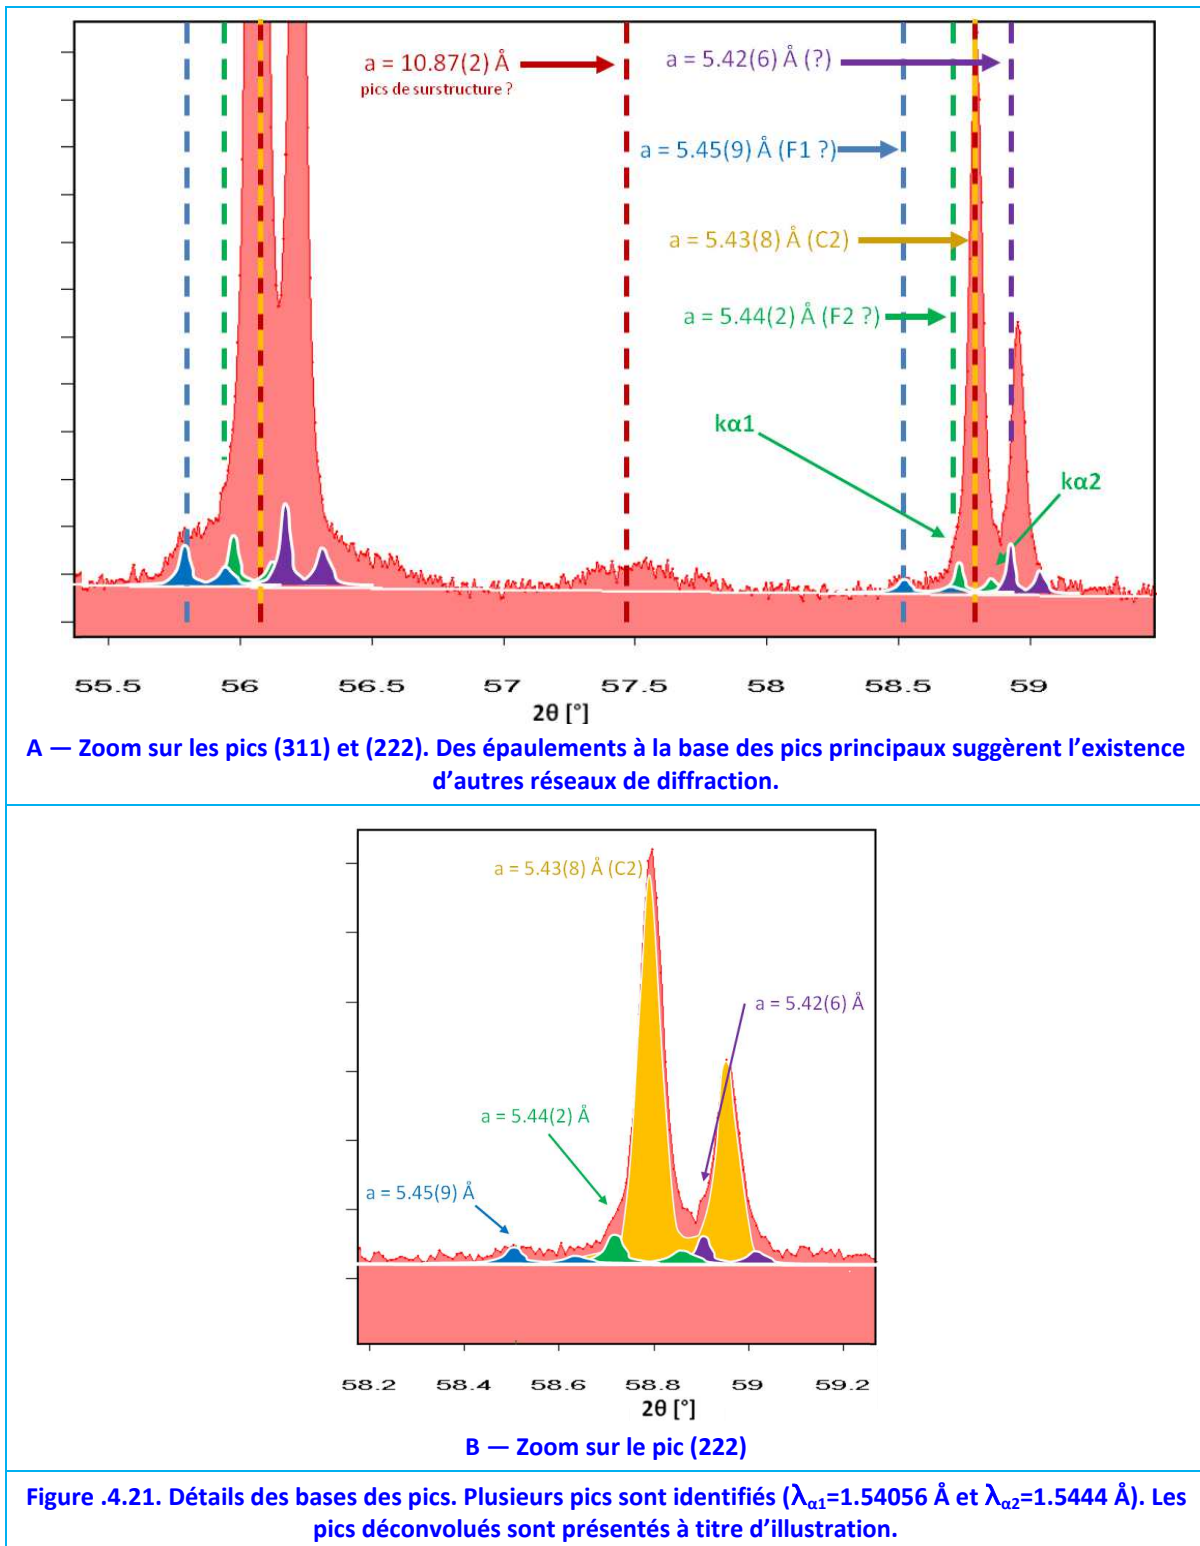 a = 10.87(2) Å
pics de surstructure ?
a = 5.42(6) Å (?)
a = 5.45(9) Å (F1 ?)
a = 5.43(8) Å (C2)
a = 5.44(2) Å (F2 ?)
kα1
kα2
55.5 56 56.5 57 57.5 58 58.5 59
2θ [°]
A — Zoom sur les pics (311) et (222). Des épaulements à la base des pics principaux suggèrent l’existence
d’autres réseaux de diffraction.
a = 5.43(8) Å (C2)
a = 5.42(6) Å
a = 5.44(2) Å
a = 5.45(9) Å
58.2 58.4 58.6 58.8 59 59.2
2θ [°]
B — Zoom sur le pic (222)
Figure .4.21. Détails des bases des pics. Plusieurs pics sont identifiés (λα1=1.54056 Å et λα2=1.5444 Å). Les
pics déconvolués sont présentés à titre d’illustration.